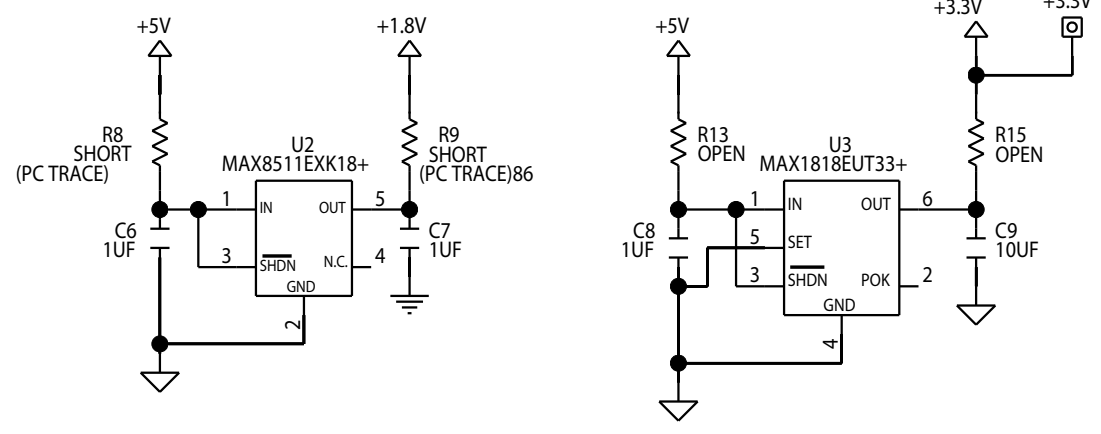 +5V
+1.8V
R8
SHORT
(PC TRACE)
U2
MAX8511EXK18+
R9
SHORT
(PC TRACE)86
1
IN
OUT
5
C6
1UF
3
SHDN
N.C.
4
C7
1UF
GND
2
+5V
+3.3V
+3.3V
R13
OPEN
U3
MAX1818EUT33+
R15
OPEN
1
IN
OUT
6
C8
1UF
5
SET
C9
10UF
3
SHDN
POK
2
GND
4